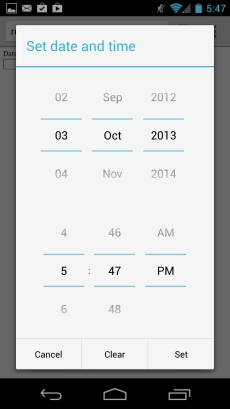 5:47
Set date and time
02 Sep 2012
03 Oct 2013
04 Nov 2014
4 46 AM
5 : 47 PM
6 48
Cancel Clear Set